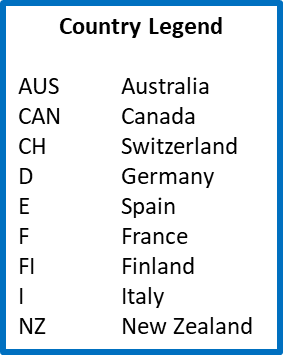 Country Legend
AUS Australia
CAN Canada
CH Switzerland
D Germany
E Spain
F France
FI Finland
I Italy
NZ New Zealand